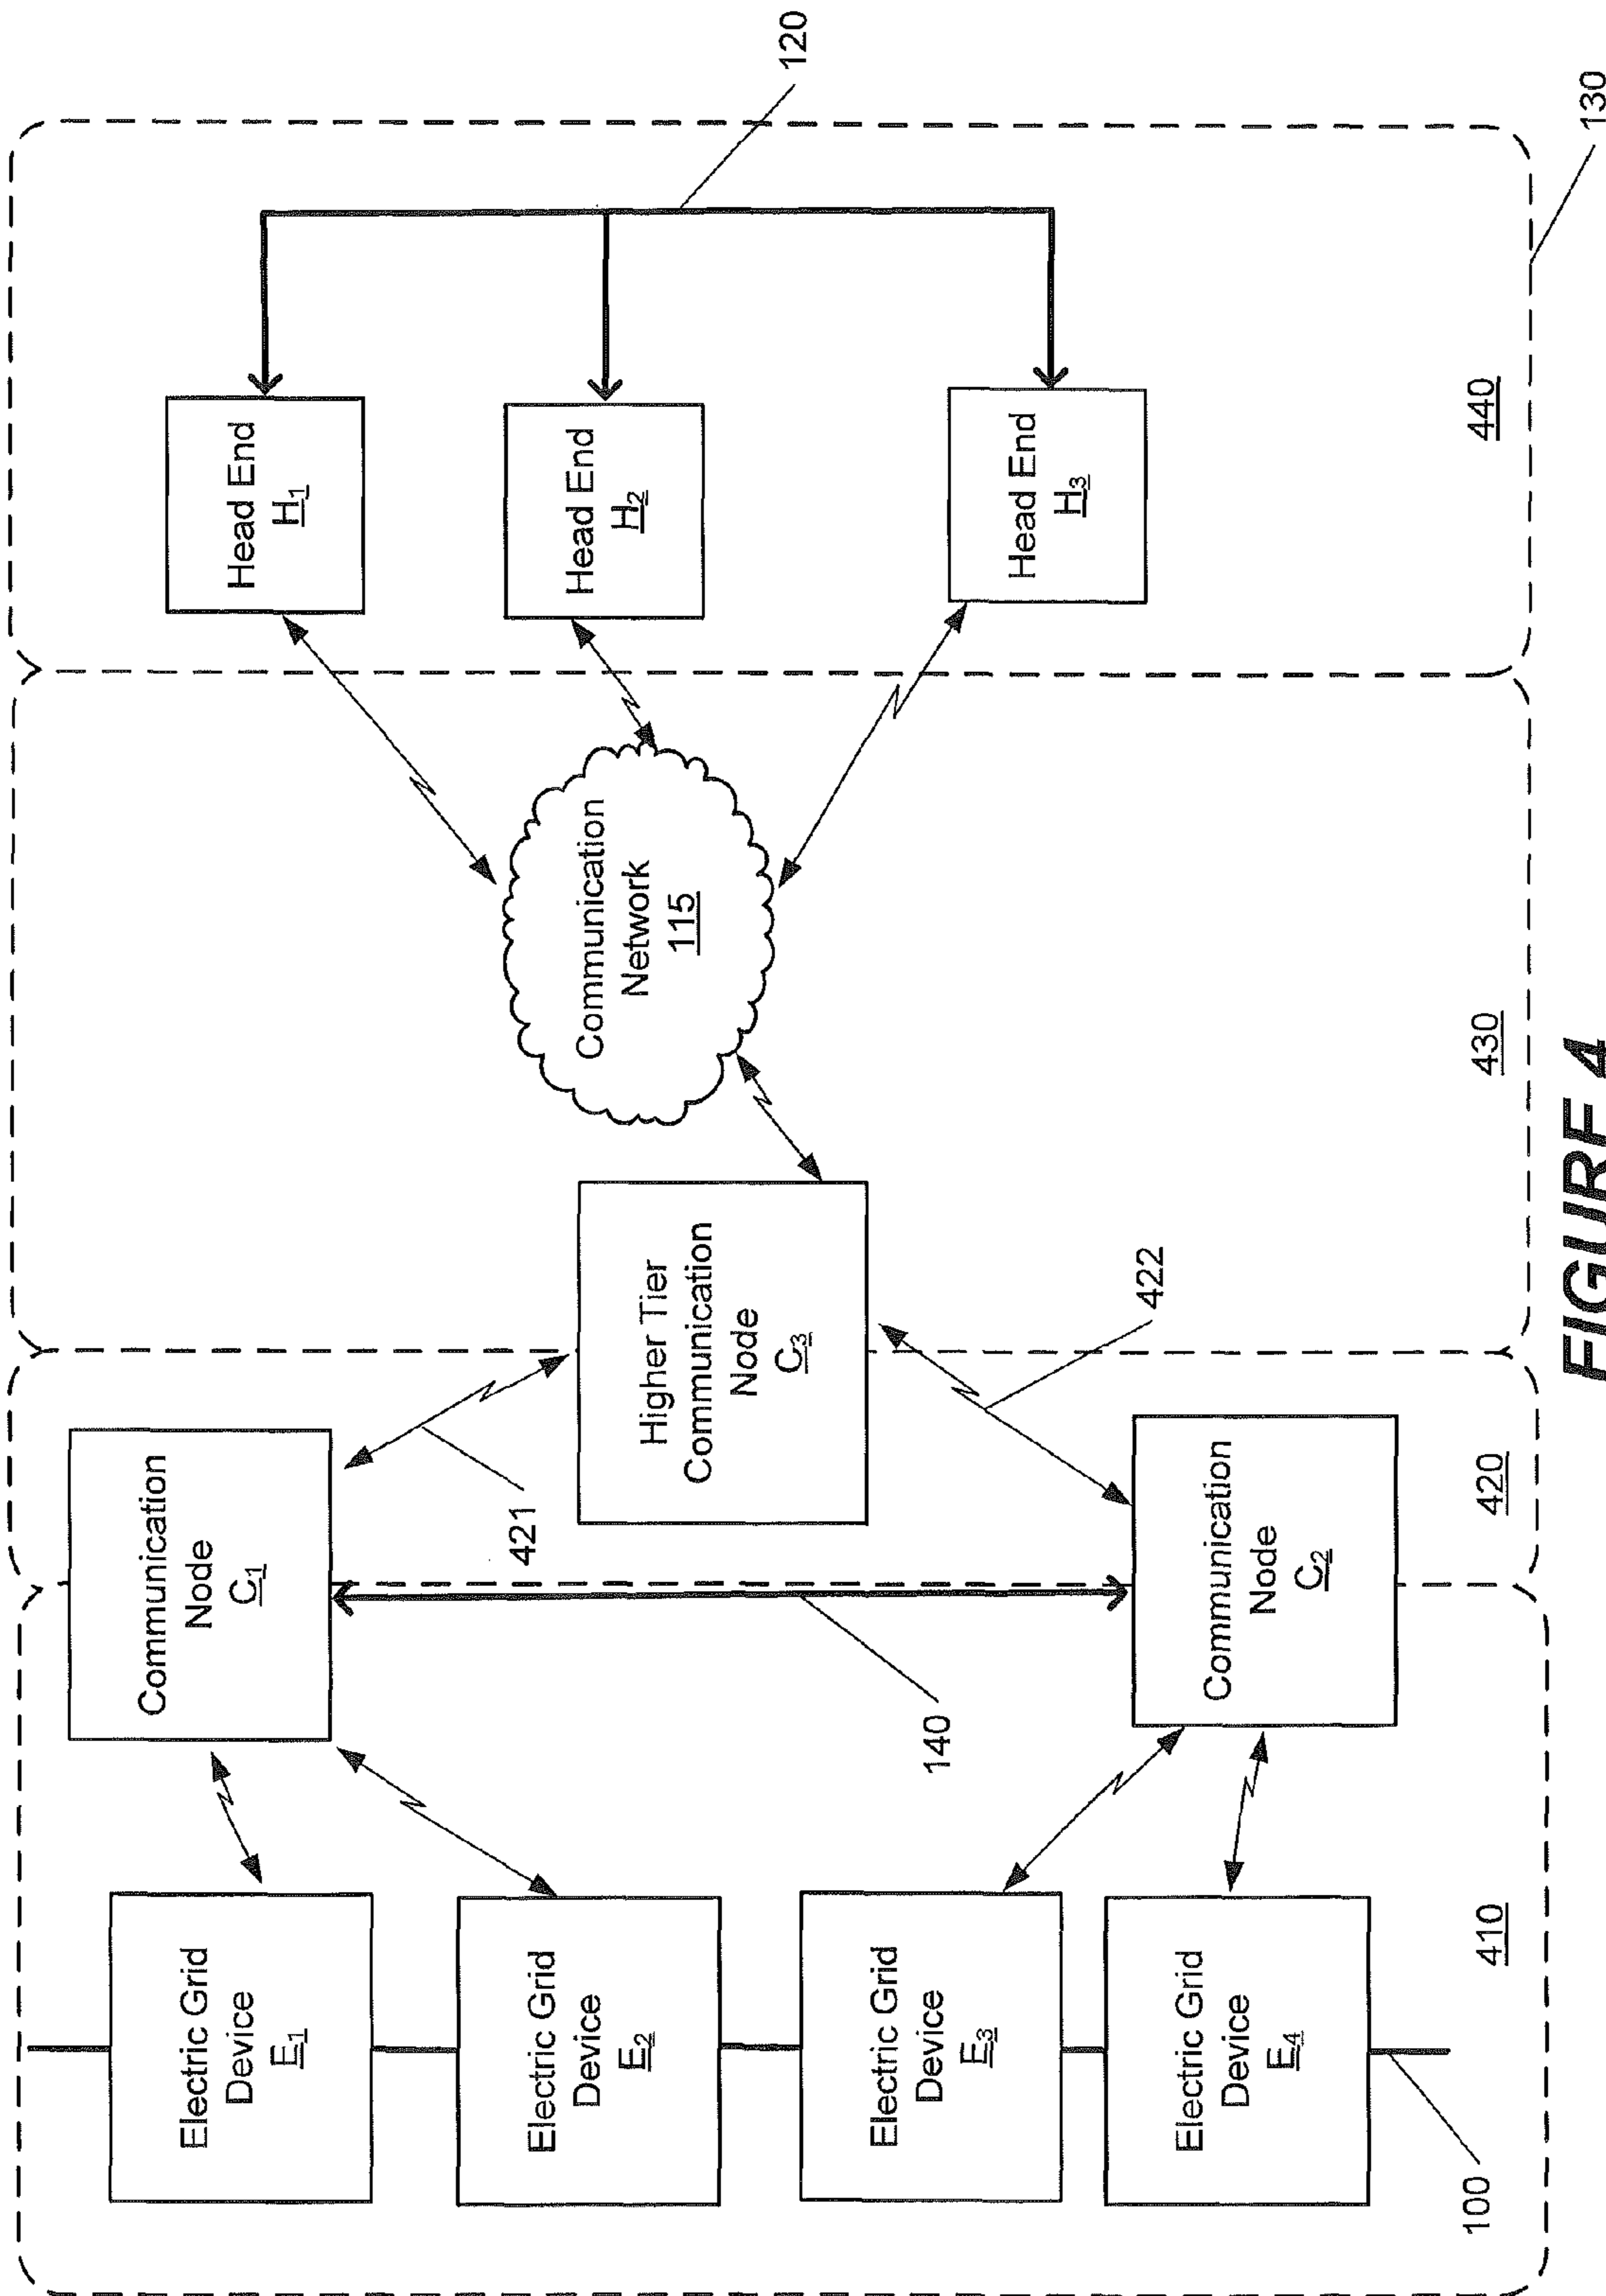 Electric Grid
Device
E1
Electric Grid
Device
E2
Electric Grid
Device
E3
Electric Grid
Device
E4
100
410
Communication
Node
C1
140
Communication
Node
C2
421
Higher Tier
Communication
Node
C3
422
420
Communication
Network
115
430
Head End
H1
Head End
H2
Head End
H3
120
440
130
FIGURE 4